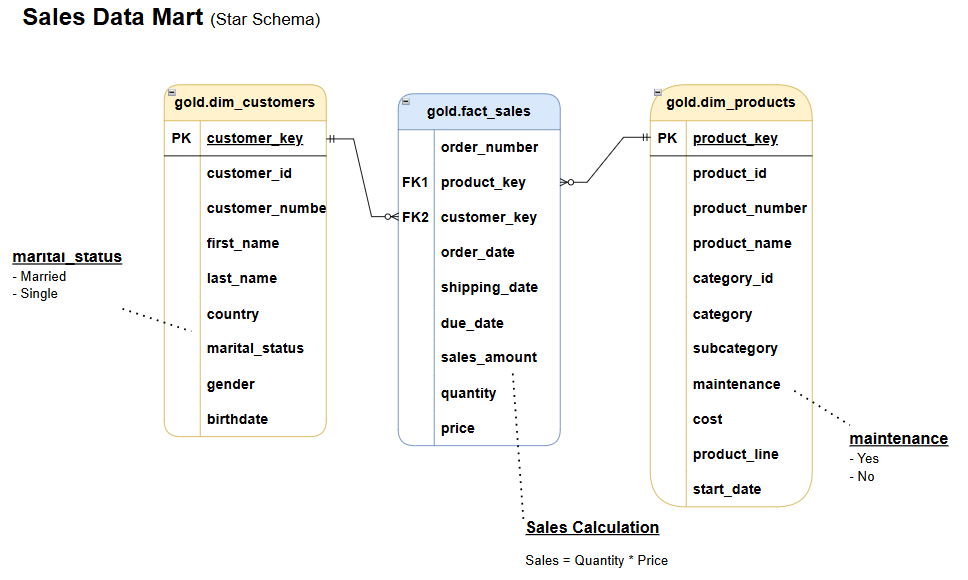 Sales Data Mart (Star Schema)
gold.dim_customers
PK customer_key
customer_id
customer_numbe
first_name
last_name
country
marital_status
gender
birthdate
marital_status
- Married
- Single
gold.fact_sales
order_number
FK1 product_key
FK2 customer_key
order_date
shipping_date
due_date
sales_amount
quantity
price
Sales Calculation
Sales = Quantity * Price
gold.dim_products
PK product_key
product_id
product_number
product_name
category_id
category
subcategory
maintenance
cost
product_line
start_date
maintenance
- Yes
- No